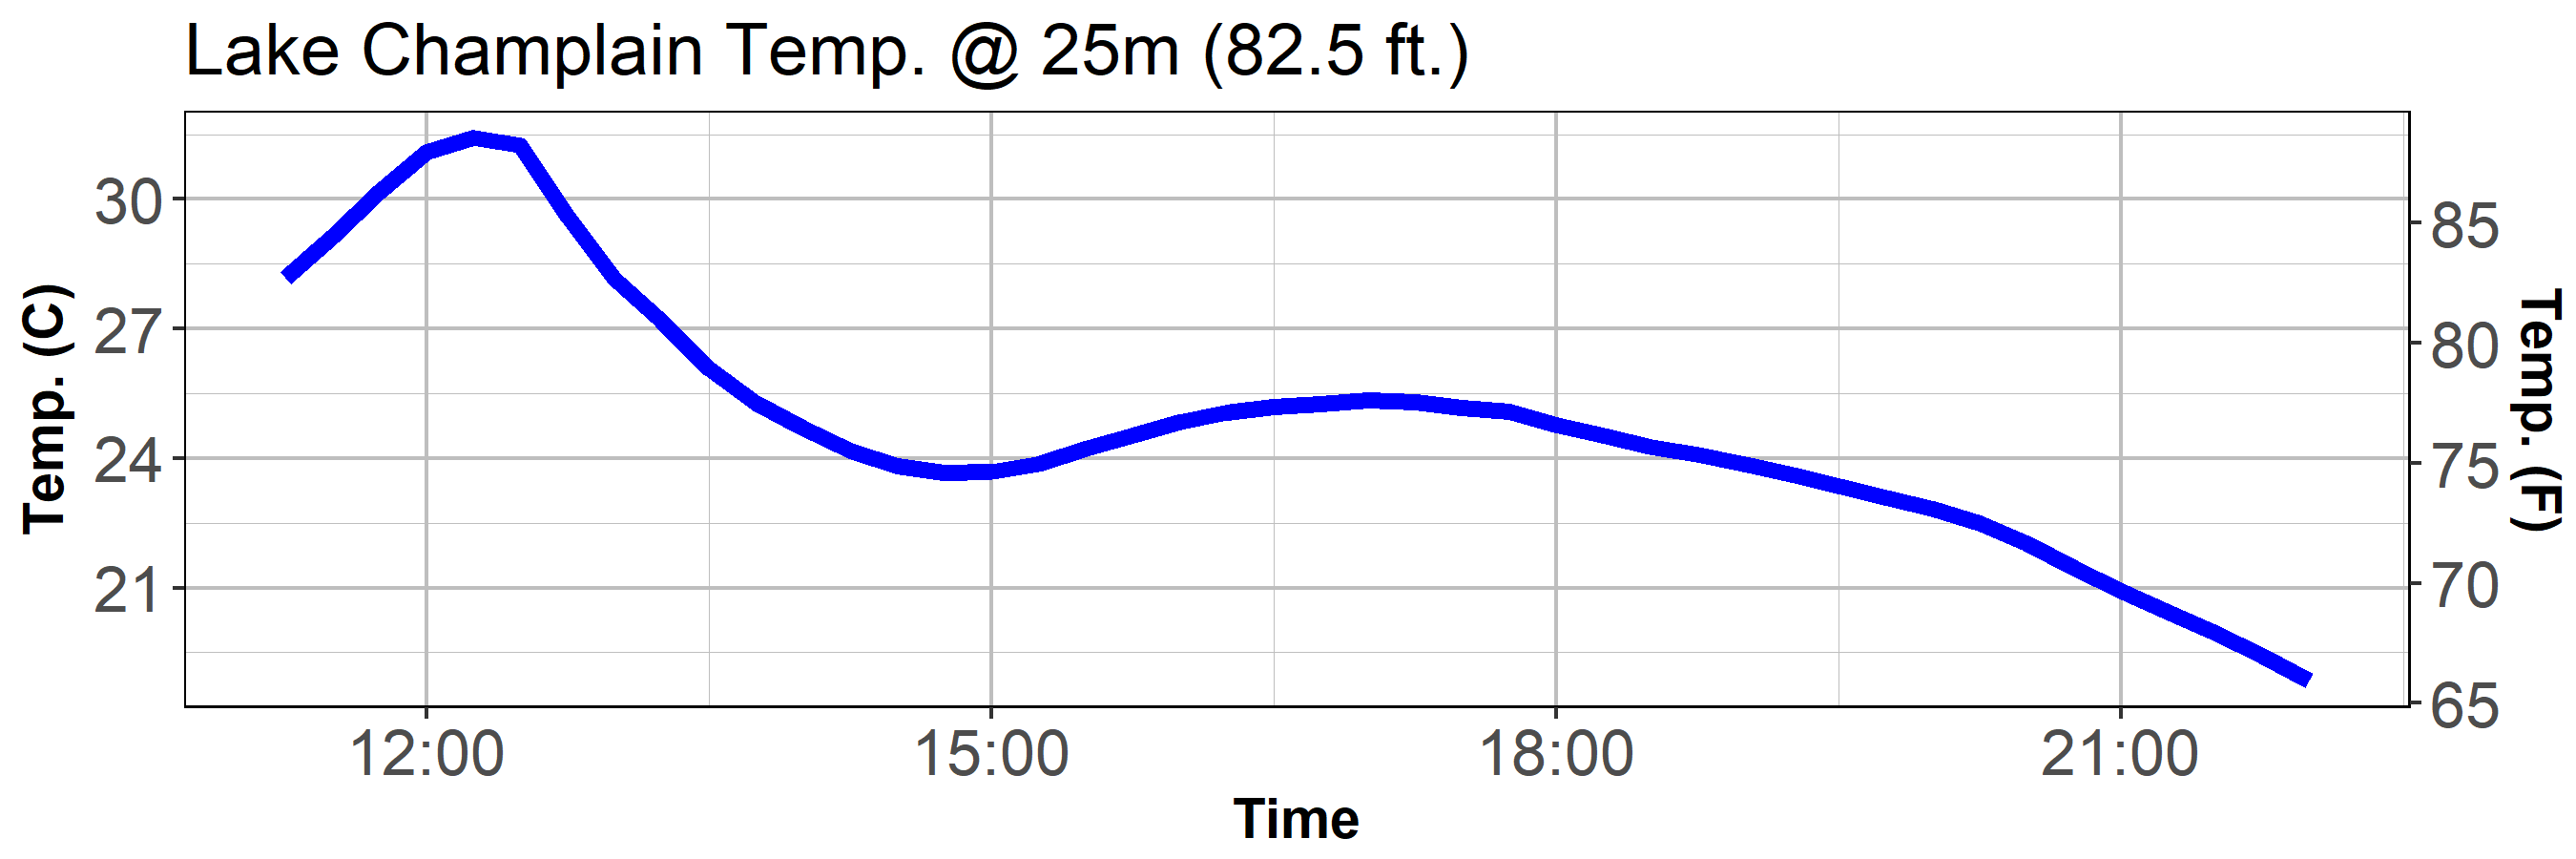 Lake Champlain Temp. @ 25m (82.5 ft.)
Temp. (C)
30
27
24
21
85
80
75
70
65
Temp. (F)
12:00 15:00 18:00 21:00
Time